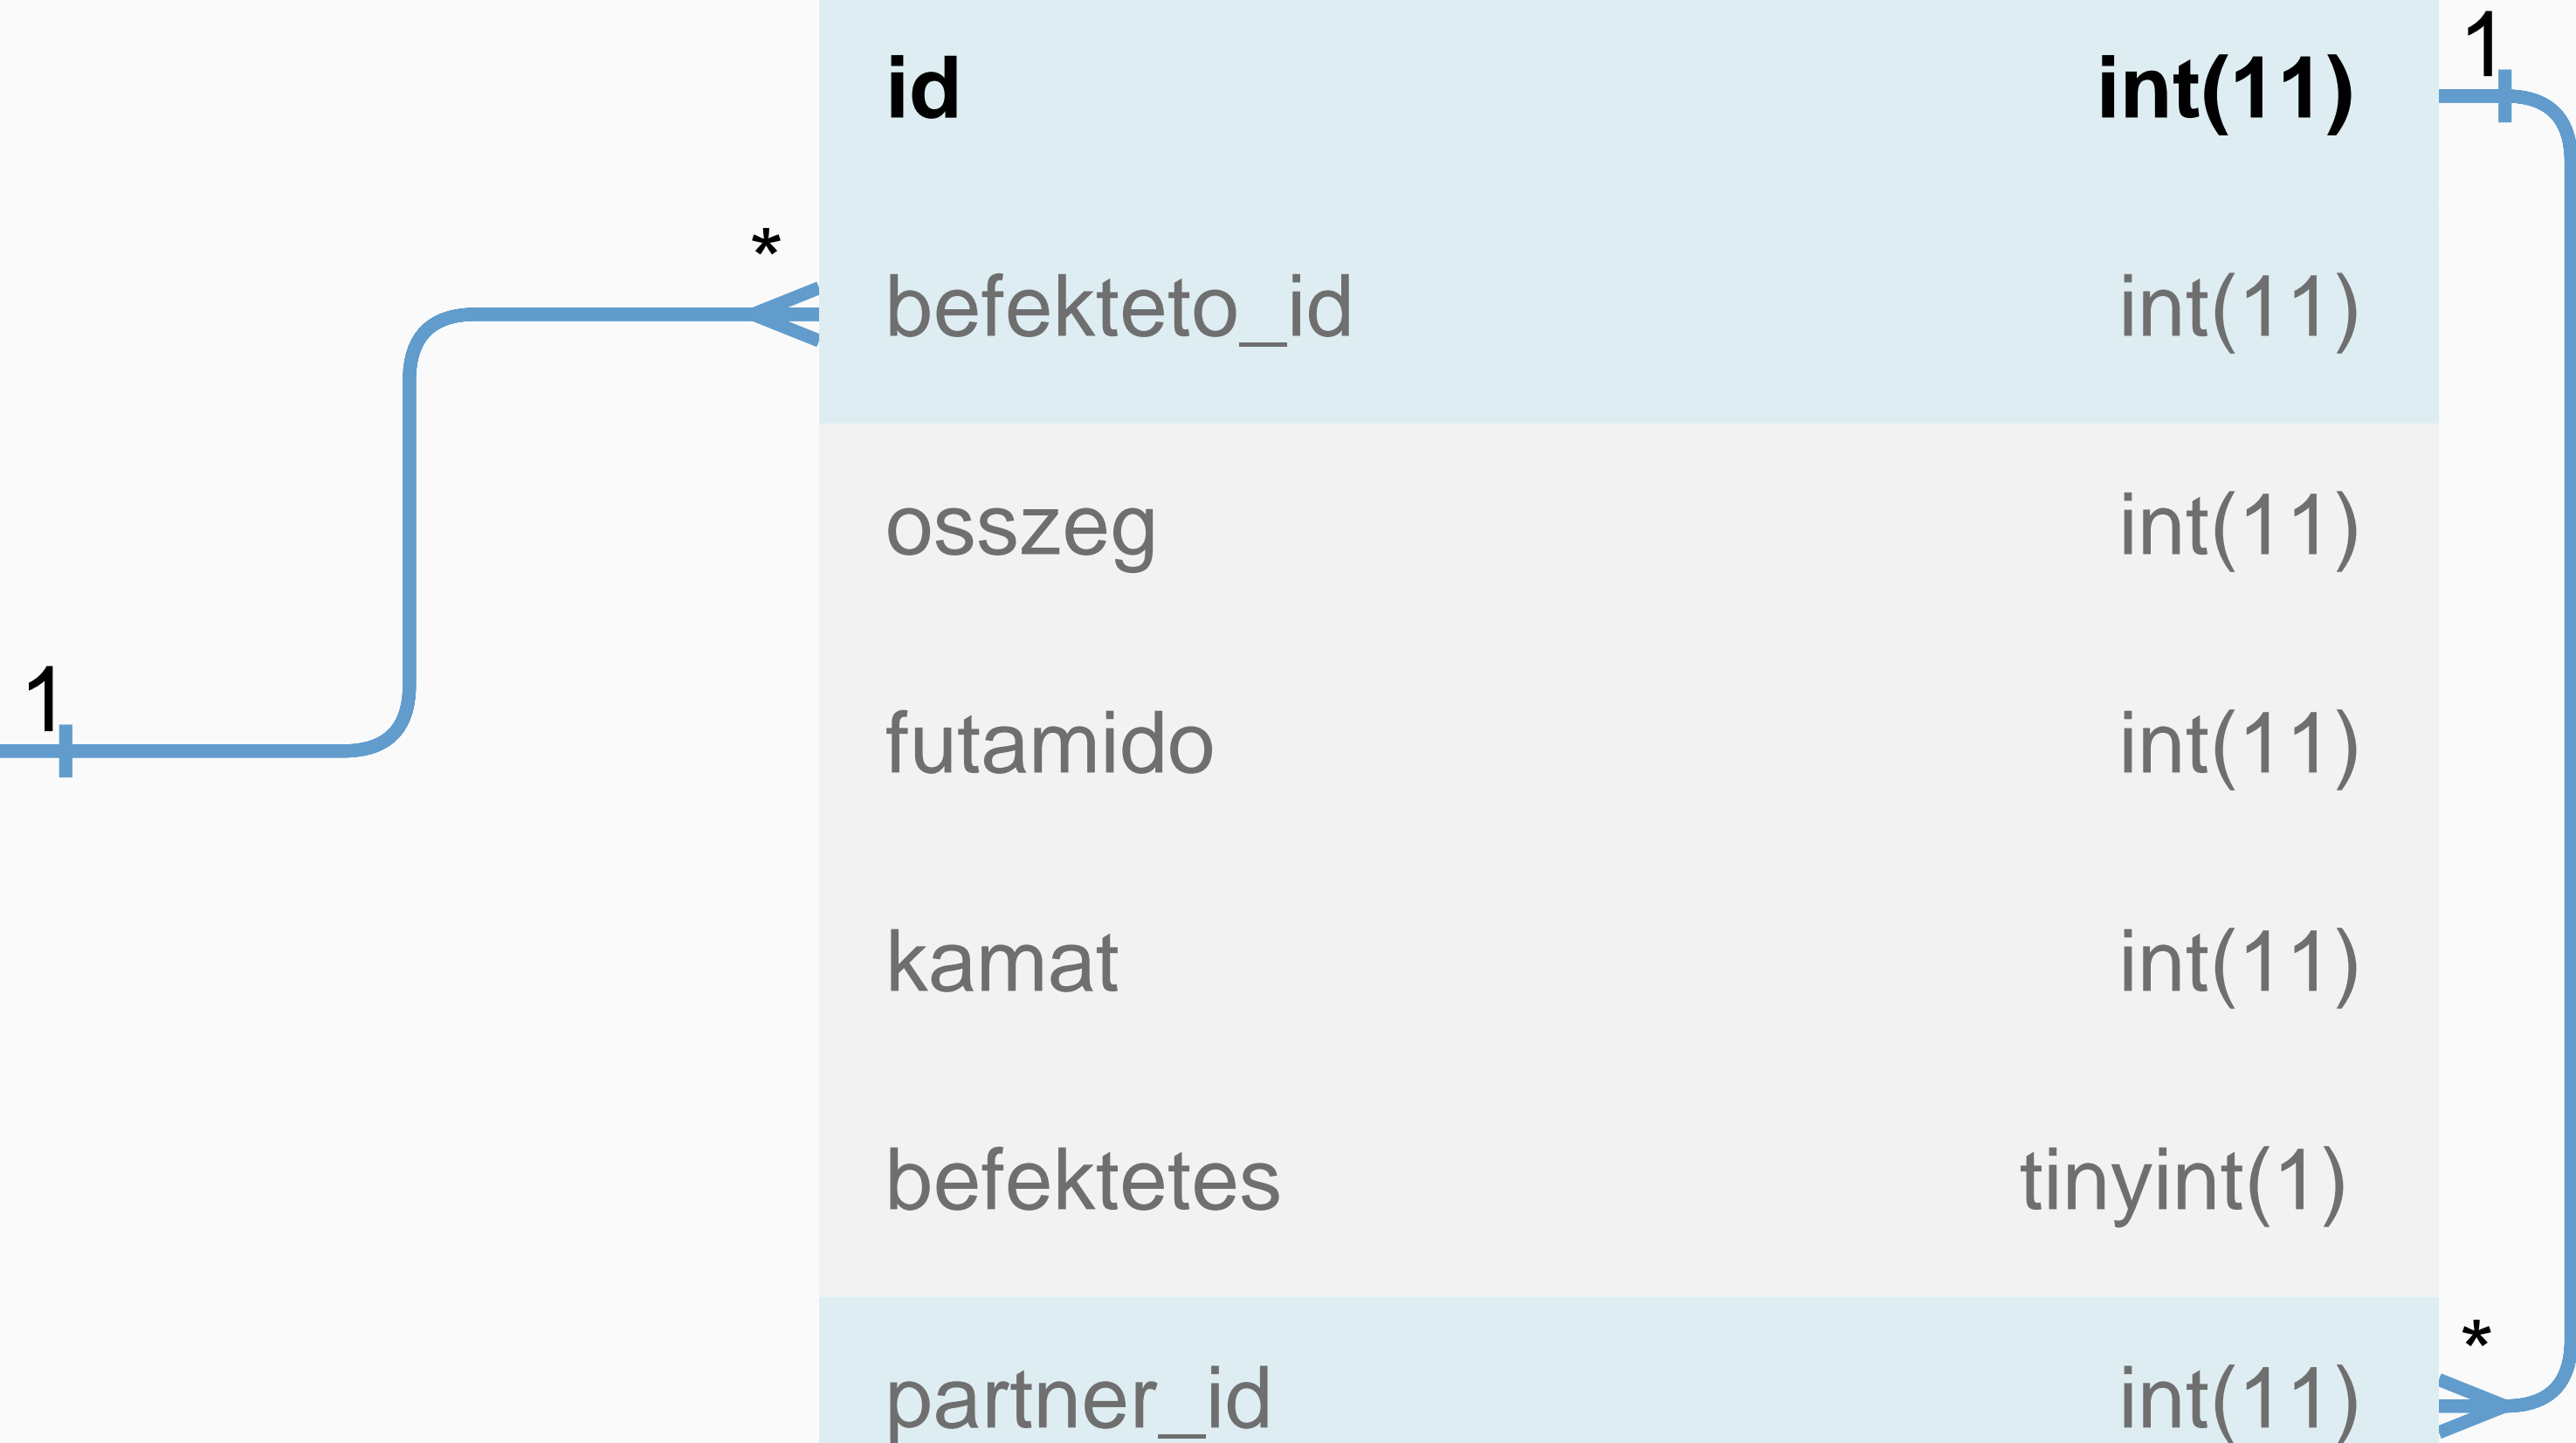 id int(11) 1
* befekteto_id int(11)
osszeg int(11)
1 futamido int(11)
kamat int(11)
befektetes tinyint(1)
*
partner_id int(11)